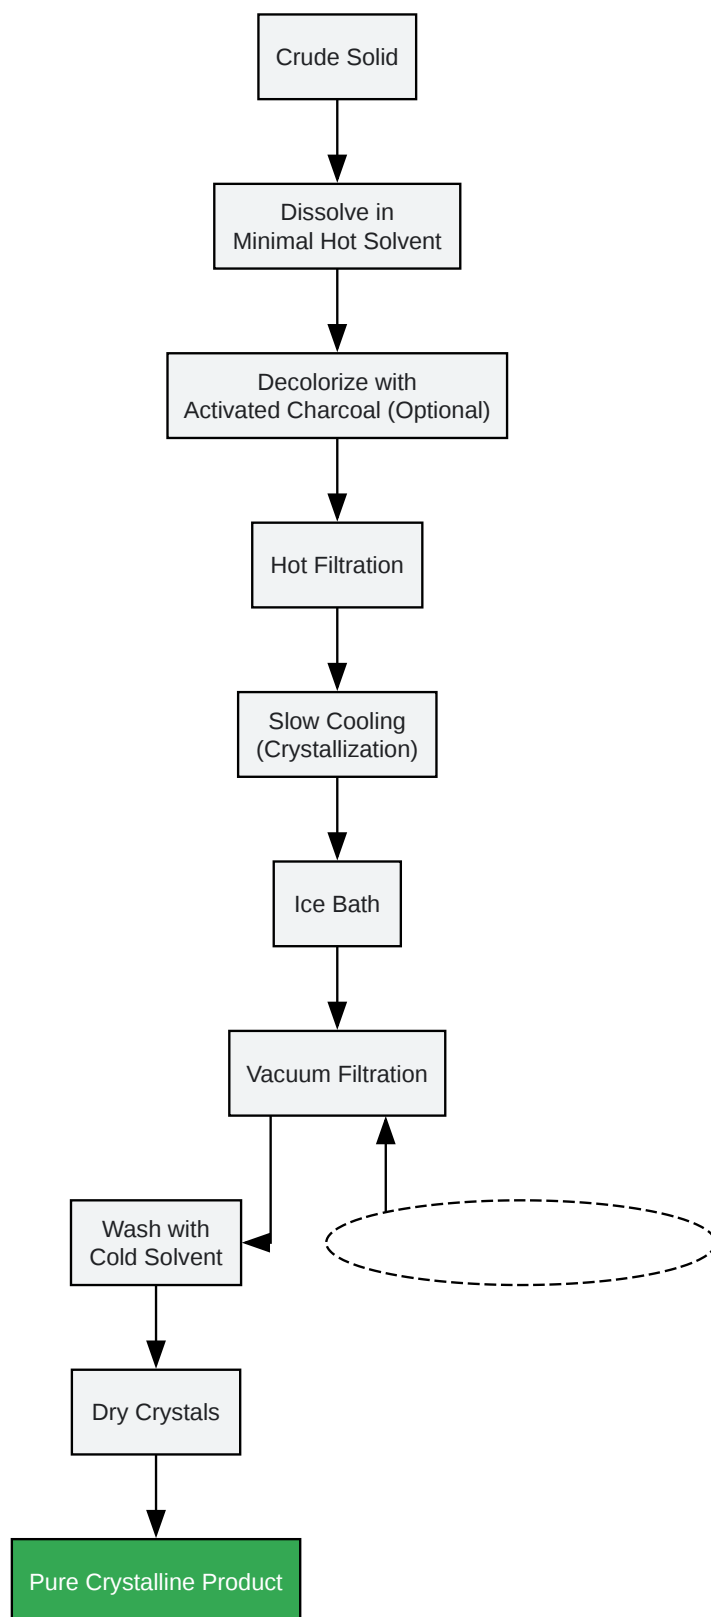 Crude Solid
Dissolve in
Minimal Hot Solvent
Decolorize with
Activated Charcoal (Optional)
Hot Filtration
Slow Cooling
(Crystallization)
Ice Bath
Vacuum Filtration
Wash with
Cold Solvent
Dry Crystals
Pure Crystalline Product